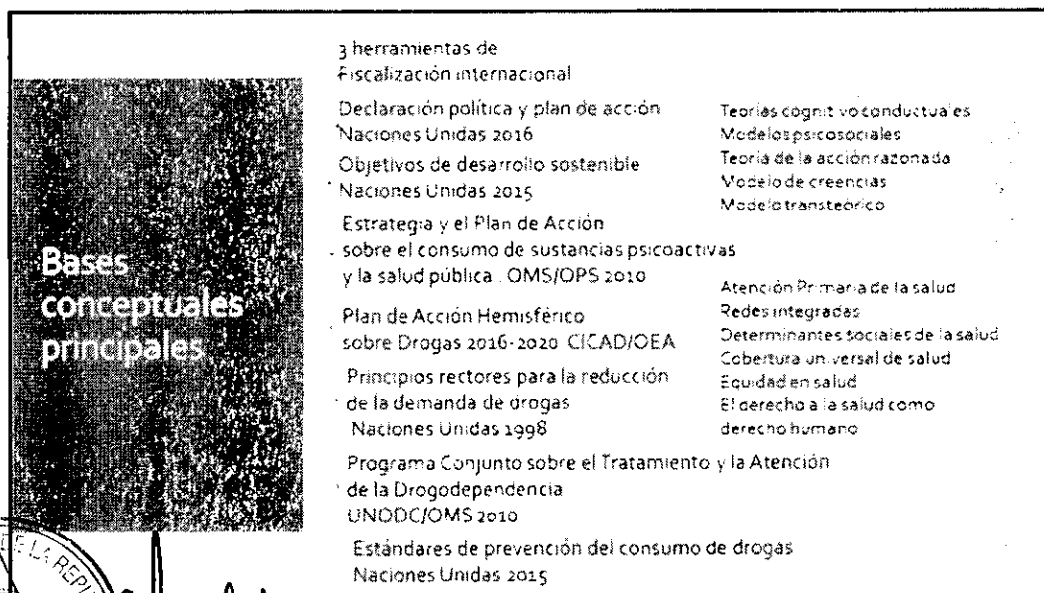 Bases
conceptuales
principales
3 herramientas de
Fiscalización internacional
Declaración política y plan de acción
Naciones Unidas 2016
Objetivos de desarrollo sostenible
Naciones Unidas 2015
Estrategia y el Plan de Acción
sobre el consumo de sustancias psicoactivas
y la salud pública . OMS/OPS 2010
Plan de Acción Hemisférico
sobre Drogas 2016-2020 CICAD/OEA
Principios rectores para la reducción
de la demanda de drogas
Naciones Unidas 1998
Programa Conjunto sobre el Tratamiento y la Atención
de la Drogodependencia
UNODC/OMS 2010
Estándares de prevención del consumo de drogas
Naciones Unidas 2015
Teorías cognitivo conductuales
Modelos psicosociales
Teoría de la acción razonada
Modelo de creencias
Modelo transteórico
Atención Primaria de la salud
Redes integradas
Determinantes sociales de la salud
Cobertura universal de salud
Equidad en salud
El derecho a la salud como
derecho humano
DE LA REPU